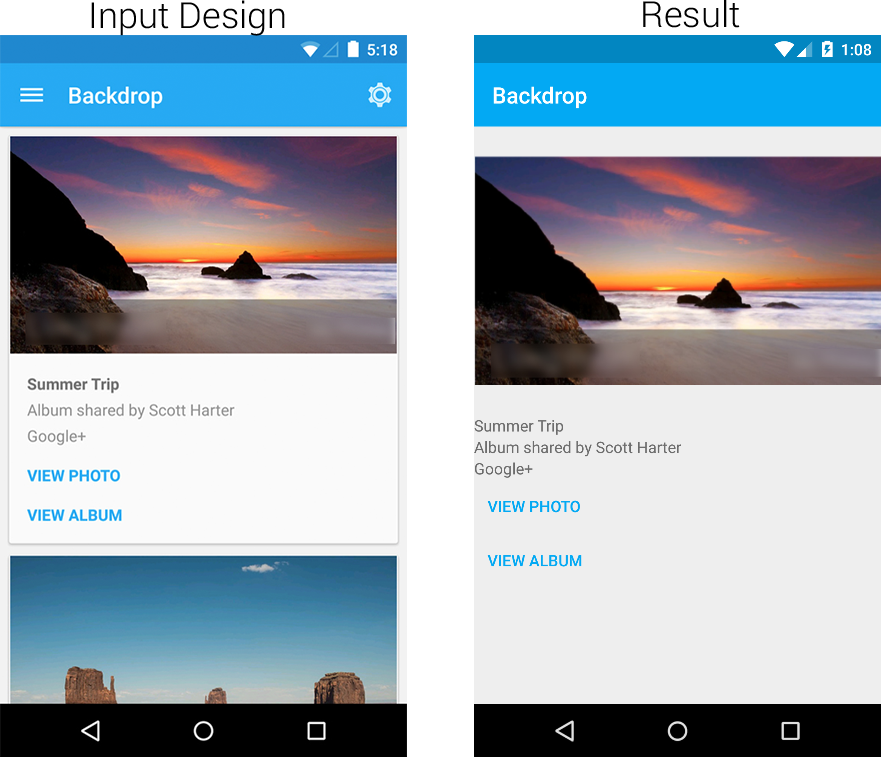 Input Design
5:18
Backdrop
Summer Trip
Album shared by Scott Harter
Google+
VIEW PHOTO
VIEW ALBUM
Result
1:08
Backdrop
Summer Trip
Album shared by Scott Harter
Google+
VIEW PHOTO
VIEW ALBUM